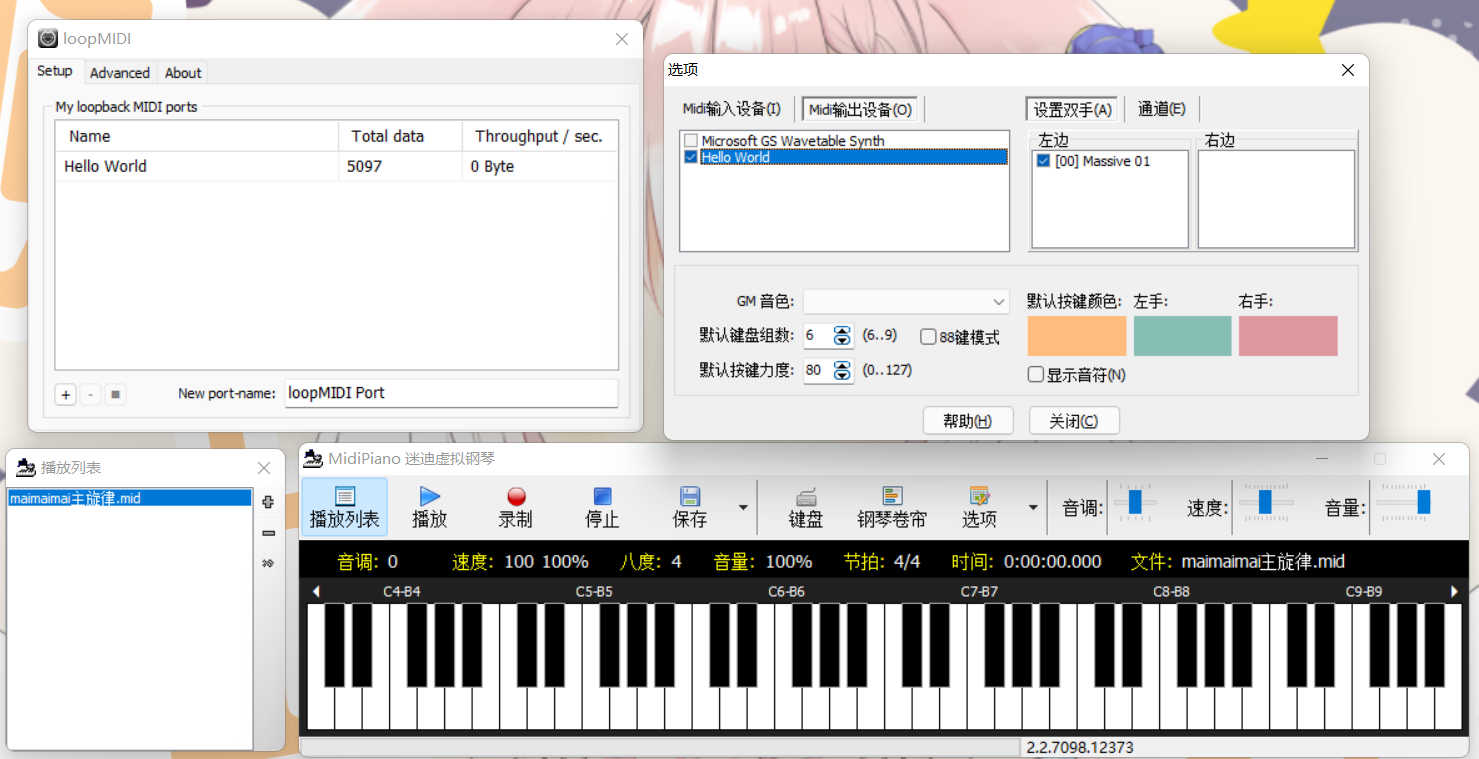 loopMIDI
Setup Advanced About
My loopback MIDI ports
Name Total data Throughput / sec.
Hello World 5097 0 Byte
+ - New port-name: loopMIDI Port
选项
Midi输入设备(I) Midi输出设备(O) 设置双手(A) 通道(E)
Microsoft GS Wavetable Synth
Hello World
左边 右边
[00] Massive 01
GM 音色: 默认按键颜色: 左手: 右手:
默认键盘组数: 6 (6..9) 88键模式
默认按键力度: 80 (0..127) 显示音符(N)
帮助(H) 关闭(C)
播放列表
maimaimai主旋律.mid
MidiPiano 迷迪虚拟钢琴
播放列表 播放 录制 停止 保存 键盘 钢琴卷帘 选项 音调: 速度: 音量:
音调: 0 速度: 100 100% 八度: 4 音量: 100% 节拍: 4/4 时间: 0:00:00.000 文件: maimaimai主旋律.mid
C4-B4 C5-B5 C6-B6 C7-B7 C8-B8 C9-B9
2.2.7098.12373